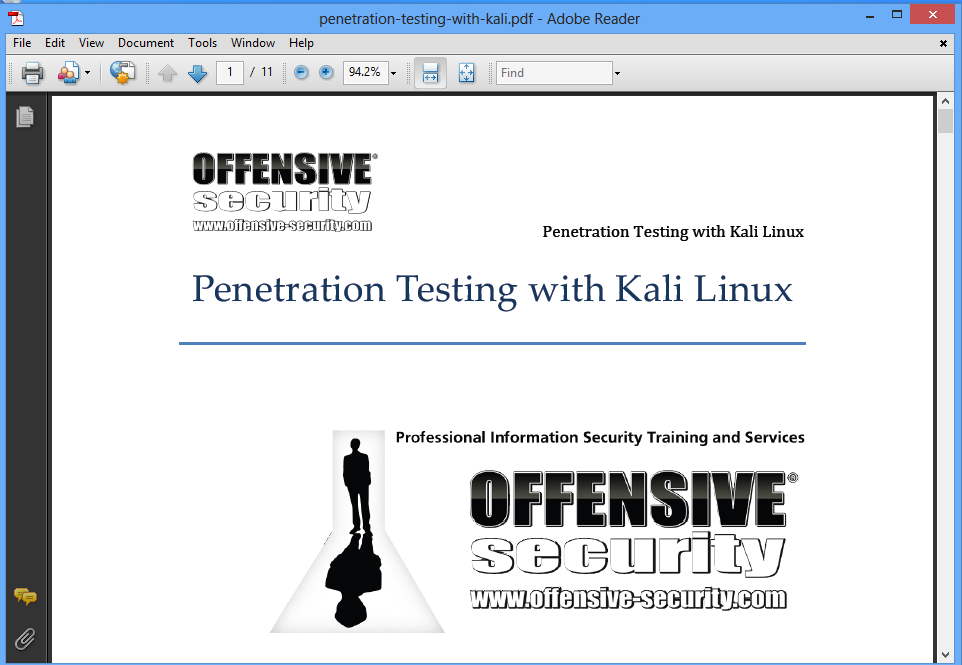 penetration-testing-with-kali.pdf - Adobe Reader
File Edit View Document Tools Window Help
1 / 11 94.2% Find
OFFENSIVE®
security
www.offensive-security.com
Penetration Testing with Kali Linux
Penetration Testing with Kali Linux
Professional Information Security Training and Services
OFFENSIVE®
security
www.offensive-security.com